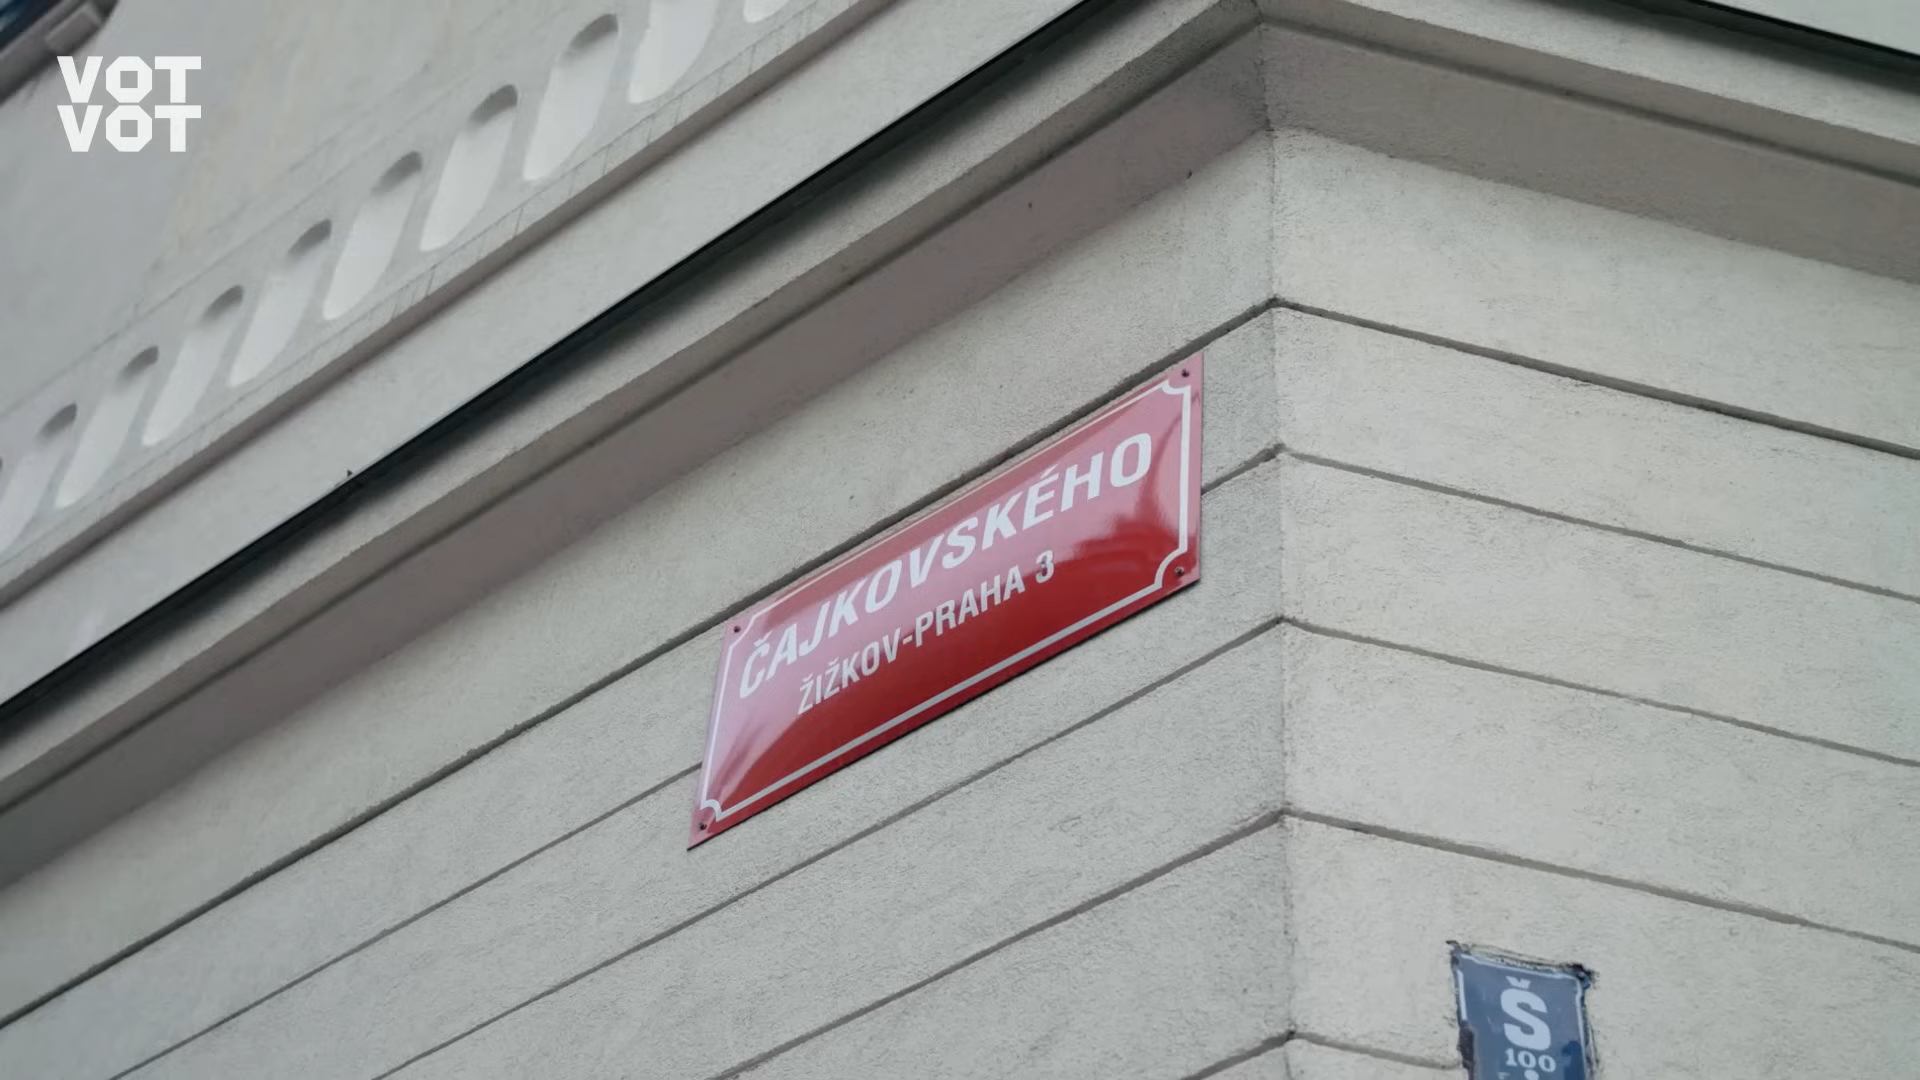 VOT
VOT
ČAJKOVSKÉHO
ŽIŽKOV-PRAHA 3
Š
100